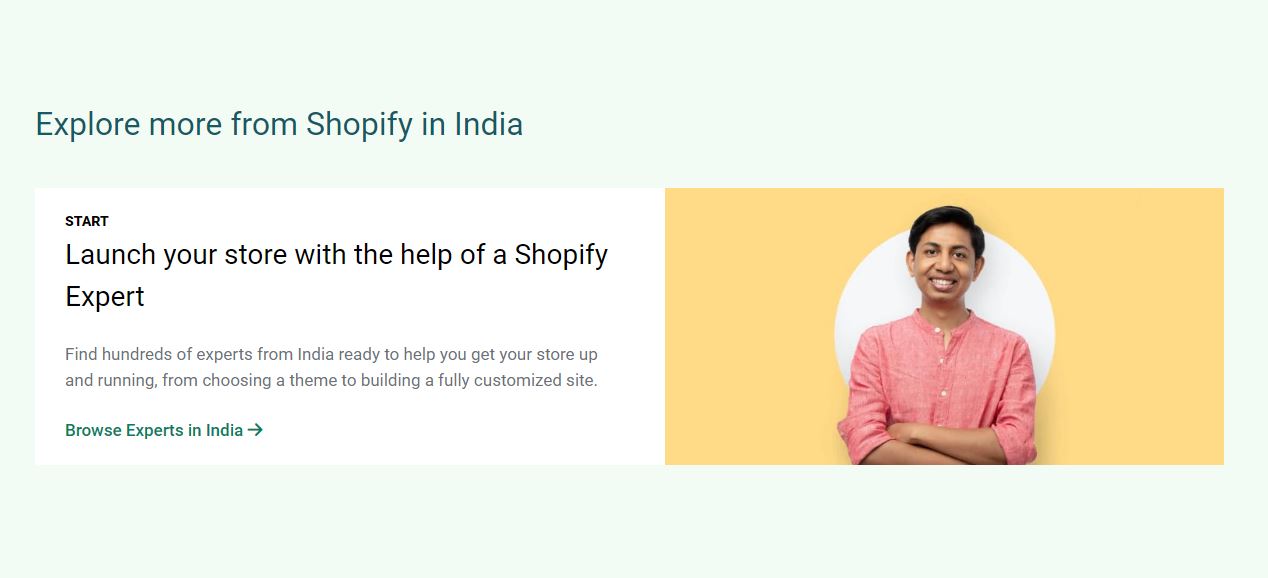 Explore more from Shopify in India
START
Launch your store with the help of a Shopify
Expert
Find hundreds of experts from India ready to help you get your store up
and running, from choosing a theme to building a fully customized site.
Browse Experts in India →